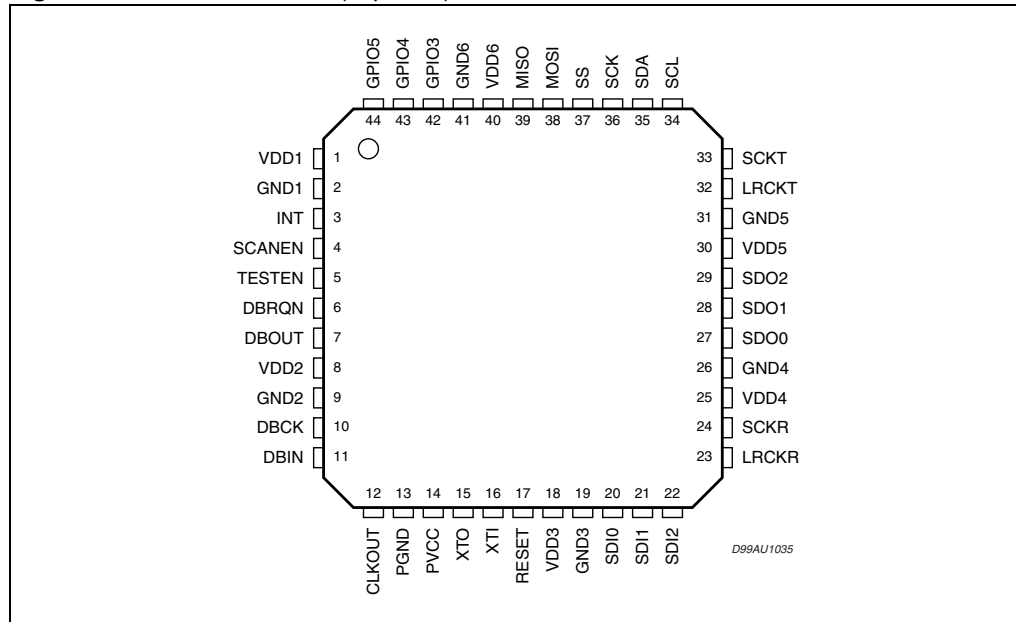 GPIO5
GPIO4
GPIO3
GND6
VDD6
MISO
MOSI
SS
SCK
SDA
SCL
44 43 42 41 40 39 38 37 36 35 34
VDD1 1
GND1 2
INT 3
SCANEN 4
TESTEN 5
DBRQN 6
DBOUT 7
VDD2 8
GND2 9
DBCK 10
DBIN 11
33 SCKT
32 LRCKT
31 GND5
30 VDD5
29 SDO2
28 SDO1
27 SDO0
26 GND4
25 VDD4
24 SCKR
23 LRCKR
12 13 14 15 16 17 18 19 20 21 22
CLKOUT
PGND
PVCC
XTO
XTI
RESET
VDD3
GND3
SDI0
SDI1
SDI2
D99AU1035